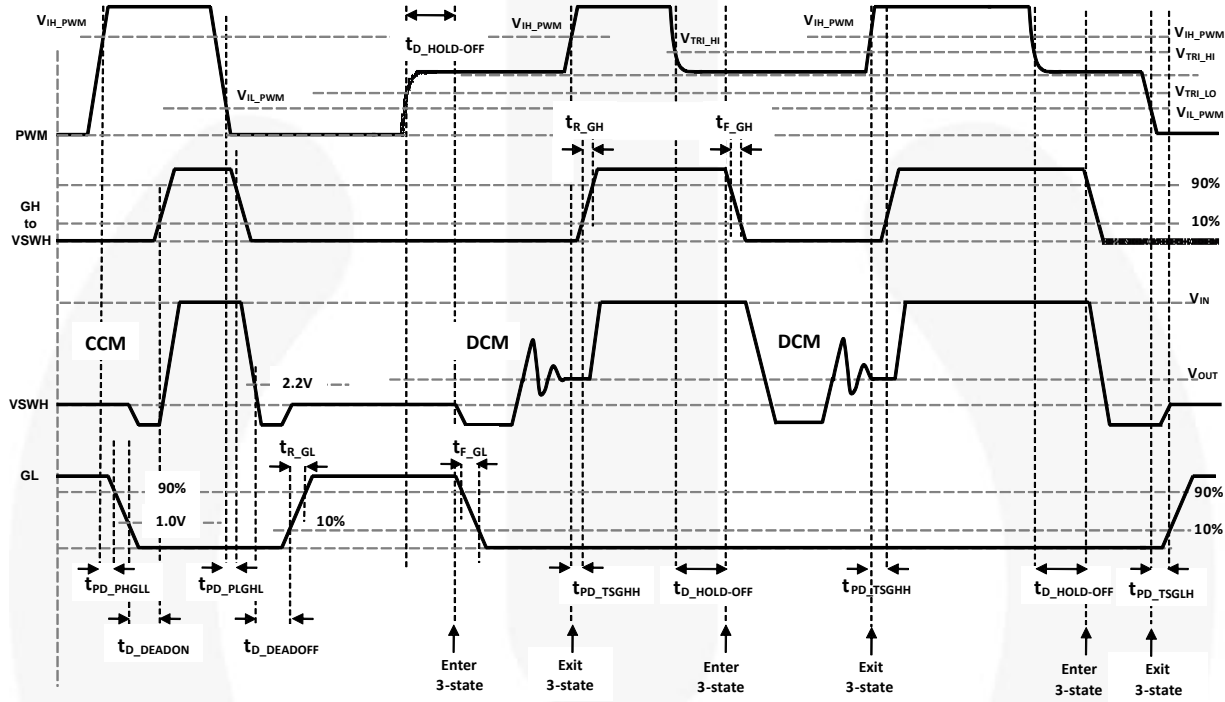 VIH_PWM
VIH_PWM
VIH_PWM
VIH_PWM
tD_HOLD-OFF
VTRI_HI
VTRI_HI
VIL_PWM
VTRI_LO
VIL_PWM
PWM
tR_GH
tF_GH
90%
GH
to
VSWH
10%
VIN
CCM
DCM
DCM
2.2V
VOUT
VSWH
tR_GL
tF_GL
GL
90%
90%
1.0V
10%
10%
tPD_PHGLL
tPD_PLGHL
tPD_TSGHH
tD_HOLD-OFF
tPD_TSGHH
tD_HOLD-OFF
tPD_TSGLH
tD_DEADON
tD_DEADOFF
Enter
3-state
Exit
3-state
Enter
3-state
Exit
3-state
Enter
3-state
Exit
3-state